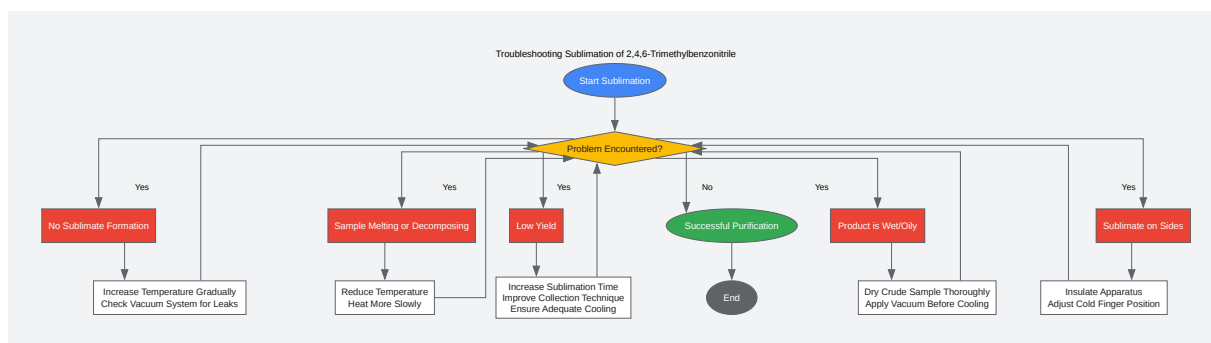 Troubleshooting Sublimation of 2,4,6-Trimethylbenzonitrile
Start Sublimation
Problem Encountered?
Yes
Yes
Yes
No
Yes
Yes
No Sublimate Formation
Sample Melting or Decomposing
Low Yield
Successful Purification
Product is Wet/Oily
Sublimate on Sides
Increase Temperature Gradually
Check Vacuum System for Leaks
Reduce Temperature
Heat More Slowly
Increase Sublimation Time
Improve Collection Technique
Ensure Adequate Cooling
End
Dry Crude Sample Thoroughly
Apply Vacuum Before Cooling
Insulate Apparatus
Adjust Cold Finger Position